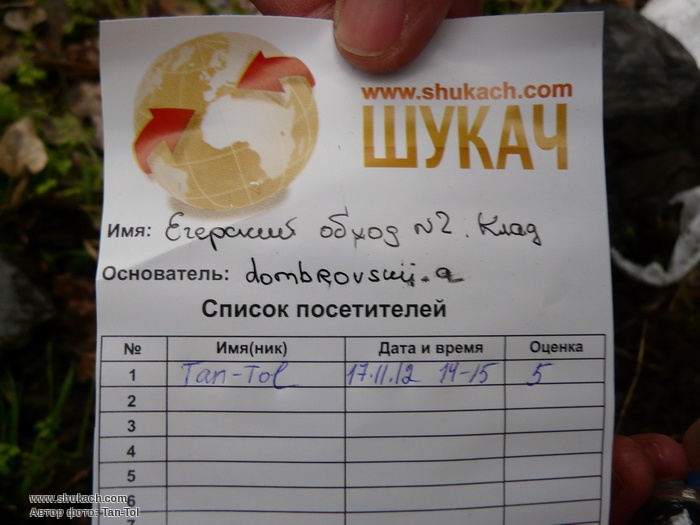 www.shukach.com
ШУКАЧ
Имя: Егерский обход №2. Клад
Основатель: dombrovskij.a
Список посетителей
№ Имя(ник) Дата и время Оценка
1 Tan-Tol 17.11.12 14-15 5
2
3
4
5
6
7
www.shukach.com
Автор фото: Tan-Tol